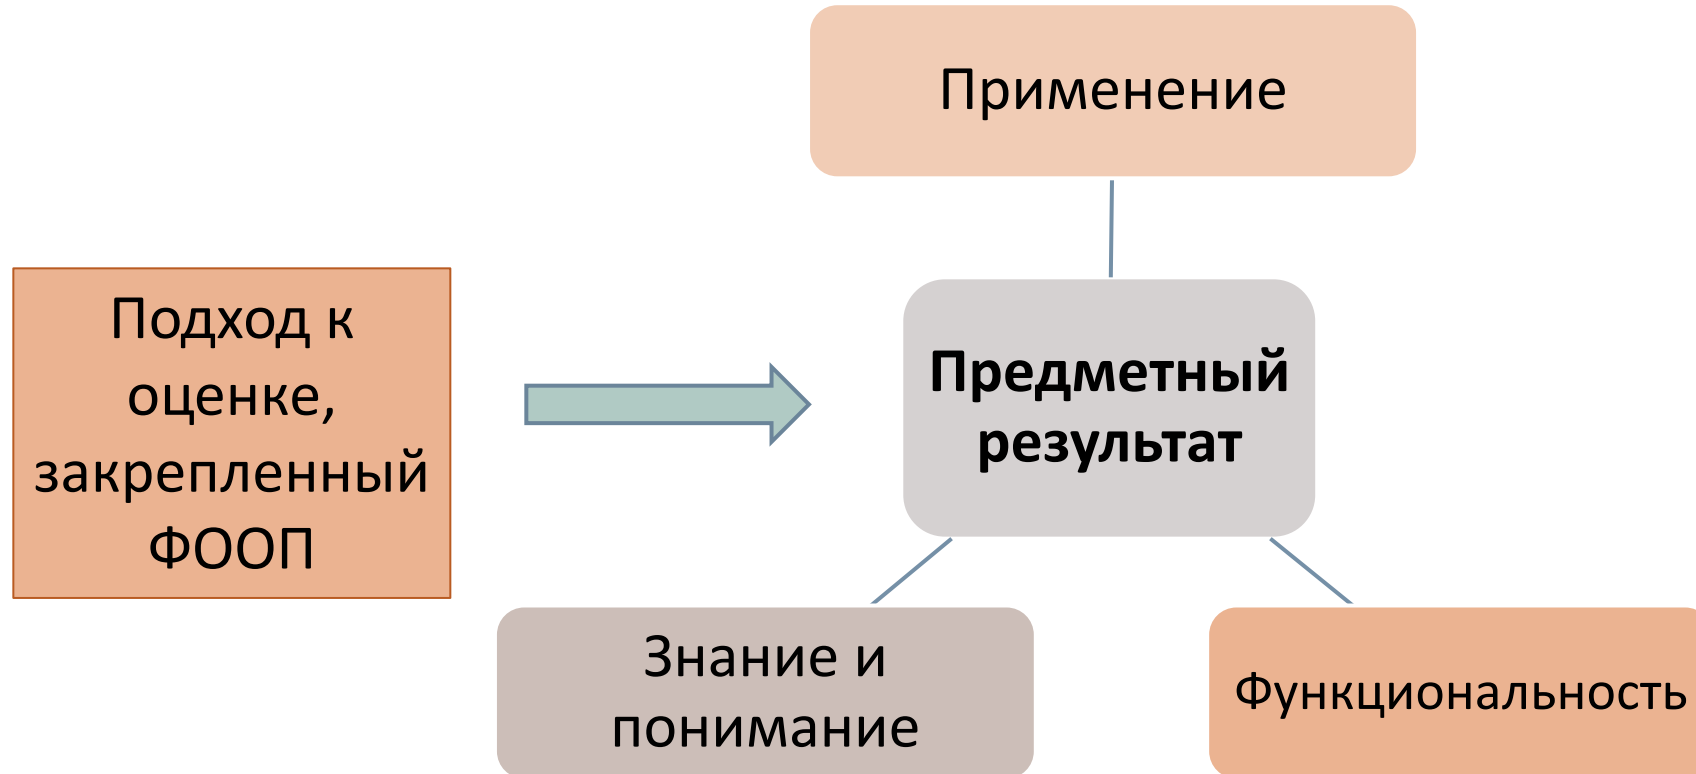 Применение
Подход к
оценке,
закрепленный
ФООП
Предметный
результат
Знание и
понимание
Функциональность